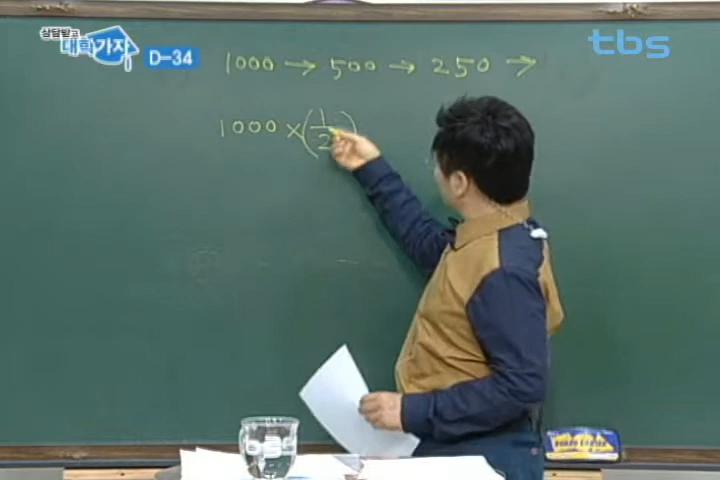 상담받고
대학가자 D-34
tbs
1000 → 500 → 250 →
1000 × (1/2)